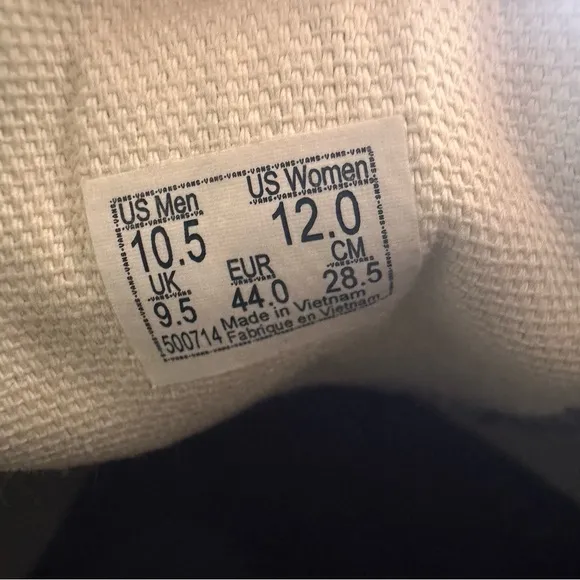 US Men US Women
10.5 12.0
UK EUR CM
9.5 44.0 28.5
500714 Made in Vietnam
Fabrique en Vietnam